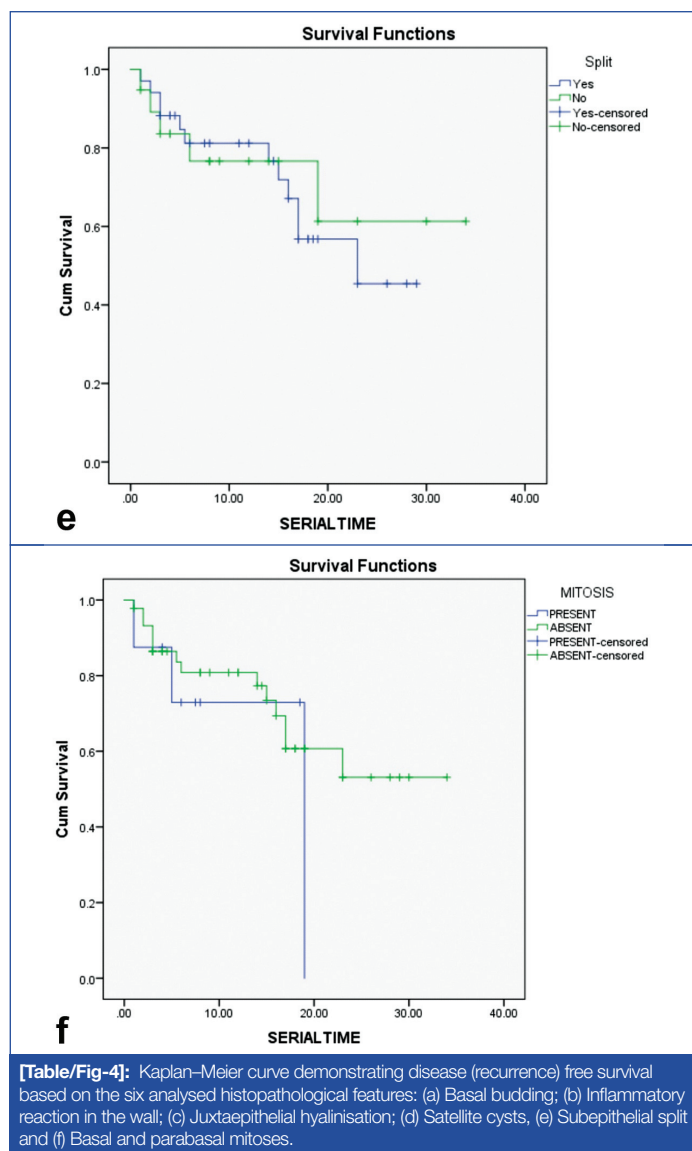 Survival Functions
Split
Yes
No
Yes-censored
No-censored
1.0
0.8
0.6
0.4
0.2
0.0
Cum Survival
.00 10.00 20.00 30.00 40.00
SERIALTIME
e
Survival Functions
MITOSIS
PRESENT
ABSENT
PRESENT-censored
ABSENT-censored
1.0
0.8
0.6
0.4
0.2
0.0
Cum Survival
.00 10.00 20.00 30.00 40.00
SERIALTIME
f
[Table/Fig-4]: Kaplan–Meier curve demonstrating disease (recurrence) free survival
based on the six analysed histopathological features: (a) Basal budding; (b) Inflammatory
reaction in the wall; (c) Juxtaepithelial hyalinisation; (d) Satellite cysts, (e) Subepithelial split
and (f) Basal and parabasal mitoses.